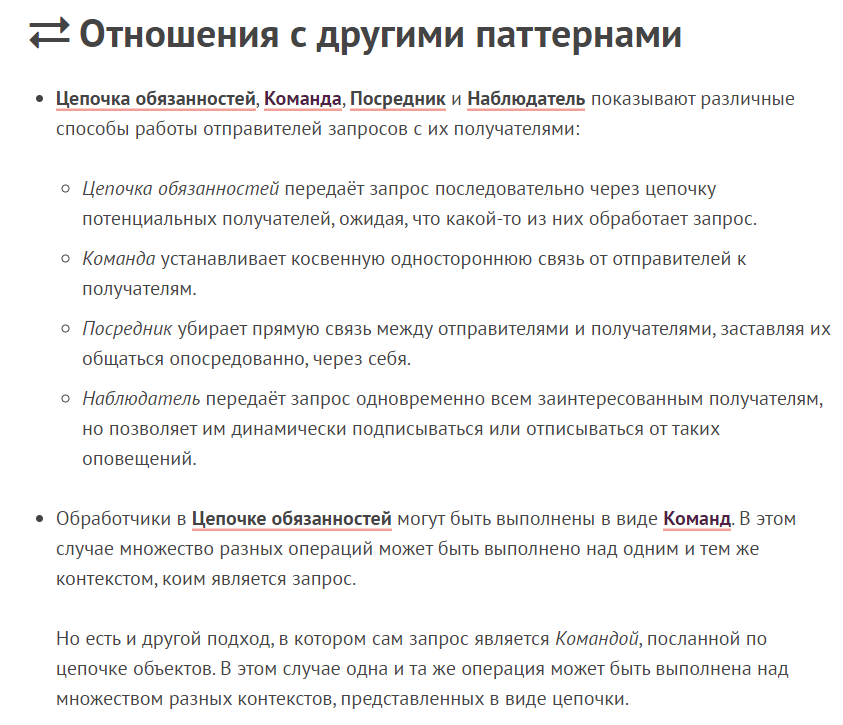 Отношения с другими паттернами
Цепочка обязанностей, Команда, Посредник и Наблюдатель показывают различные
способы работы отправителей запросов с их получателями:
Цепочка обязанностей передаёт запрос последовательно через цепочку
потенциальных получателей, ожидая, что какой-то из них обработает запрос.
Команда устанавливает косвенную одностороннюю связь от отправителей к
получателям.
Посредник убирает прямую связь между отправителями и получателями, заставляя их
общаться опосредованно, через себя.
Наблюдатель передаёт запрос одновременно всем заинтересованным получателям,
но позволяет им динамически подписываться или отписываться от таких
оповещений.
Обработчики в Цепочке обязанностей могут быть выполнены в виде Команд. В этом
случае множество разных операций может быть выполнено над одним и тем же
контекстом, коим является запрос.
Но есть и другой подход, в котором сам запрос является Командой, посланной по
цепочке объектов. В этом случае одна и та же операция может быть выполнена над
множеством разных контекстов, представленных в виде цепочки.